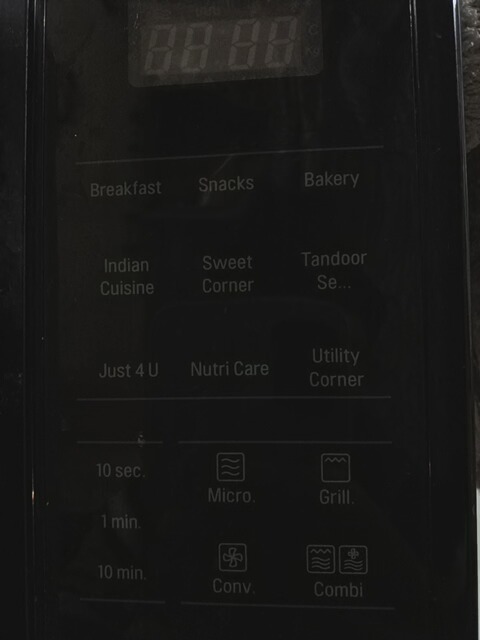 Breakfast Snacks Bakery
Indian Cuisine Sweet Corner Tandoor Se...
Just 4 U Nutri Care Utility Corner
10 sec. Micro. Grill.
1 min.
10 min. Conv. Combi